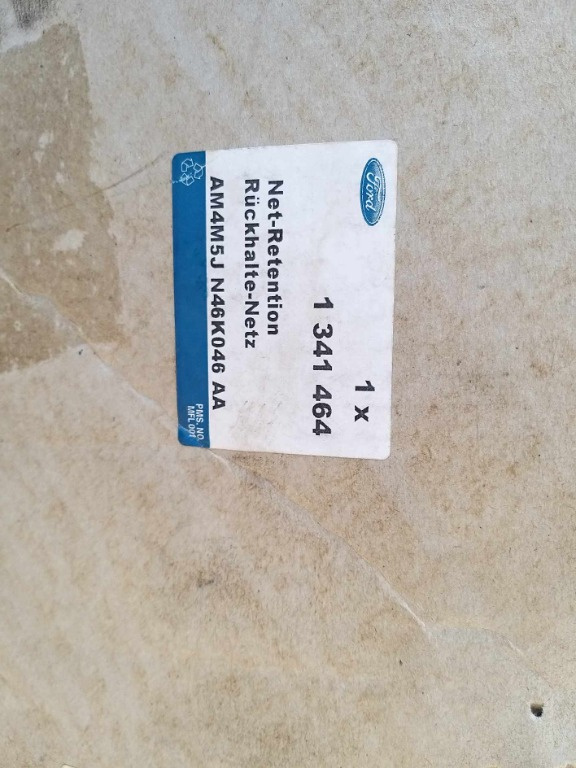 Ford
1 x
1 341 464
Net-Retention
Rückhalte-Netz
AM4M5J N46K046 AA
PMS. NO.
MFL001